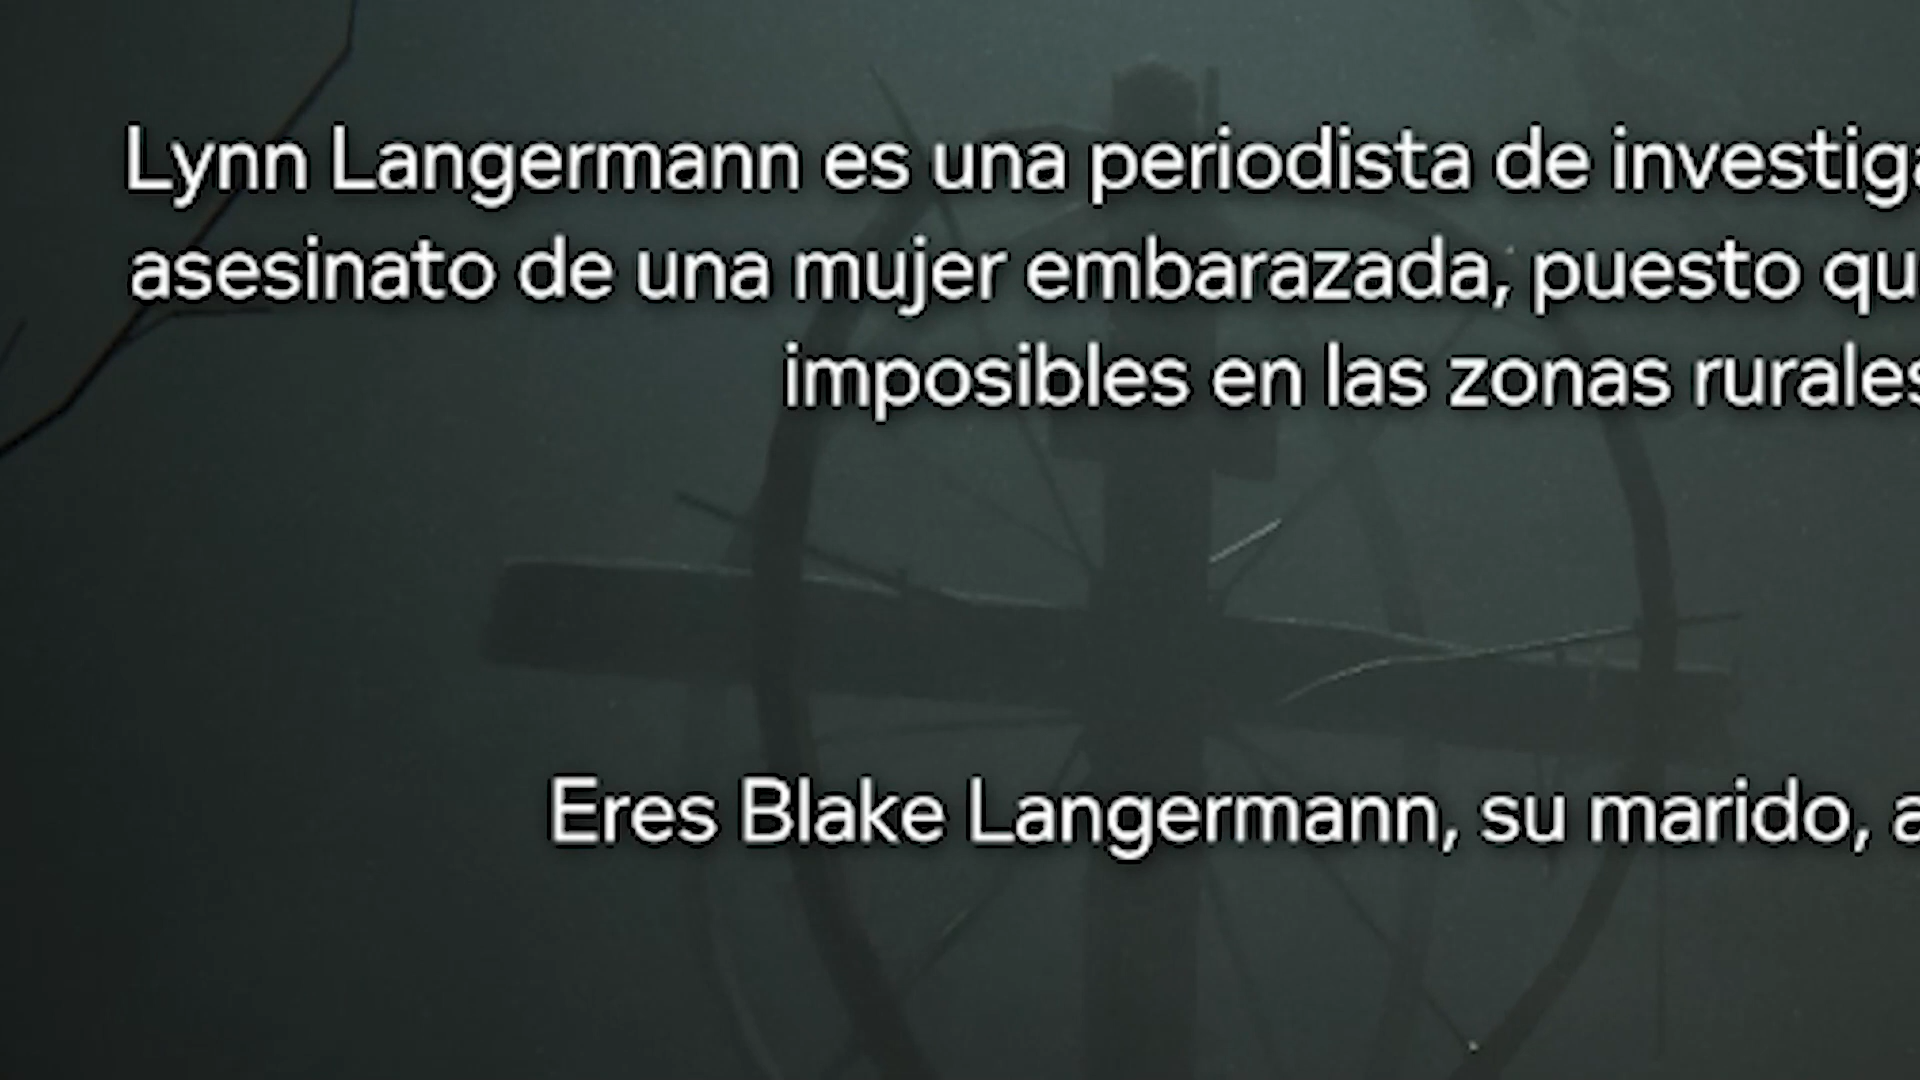 Lynn Langermann es una periodista de investiga
asesinato de una mujer embarazada, puesto qu
imposibles en las zonas rurales
Eres Blake Langermann, su marido, a